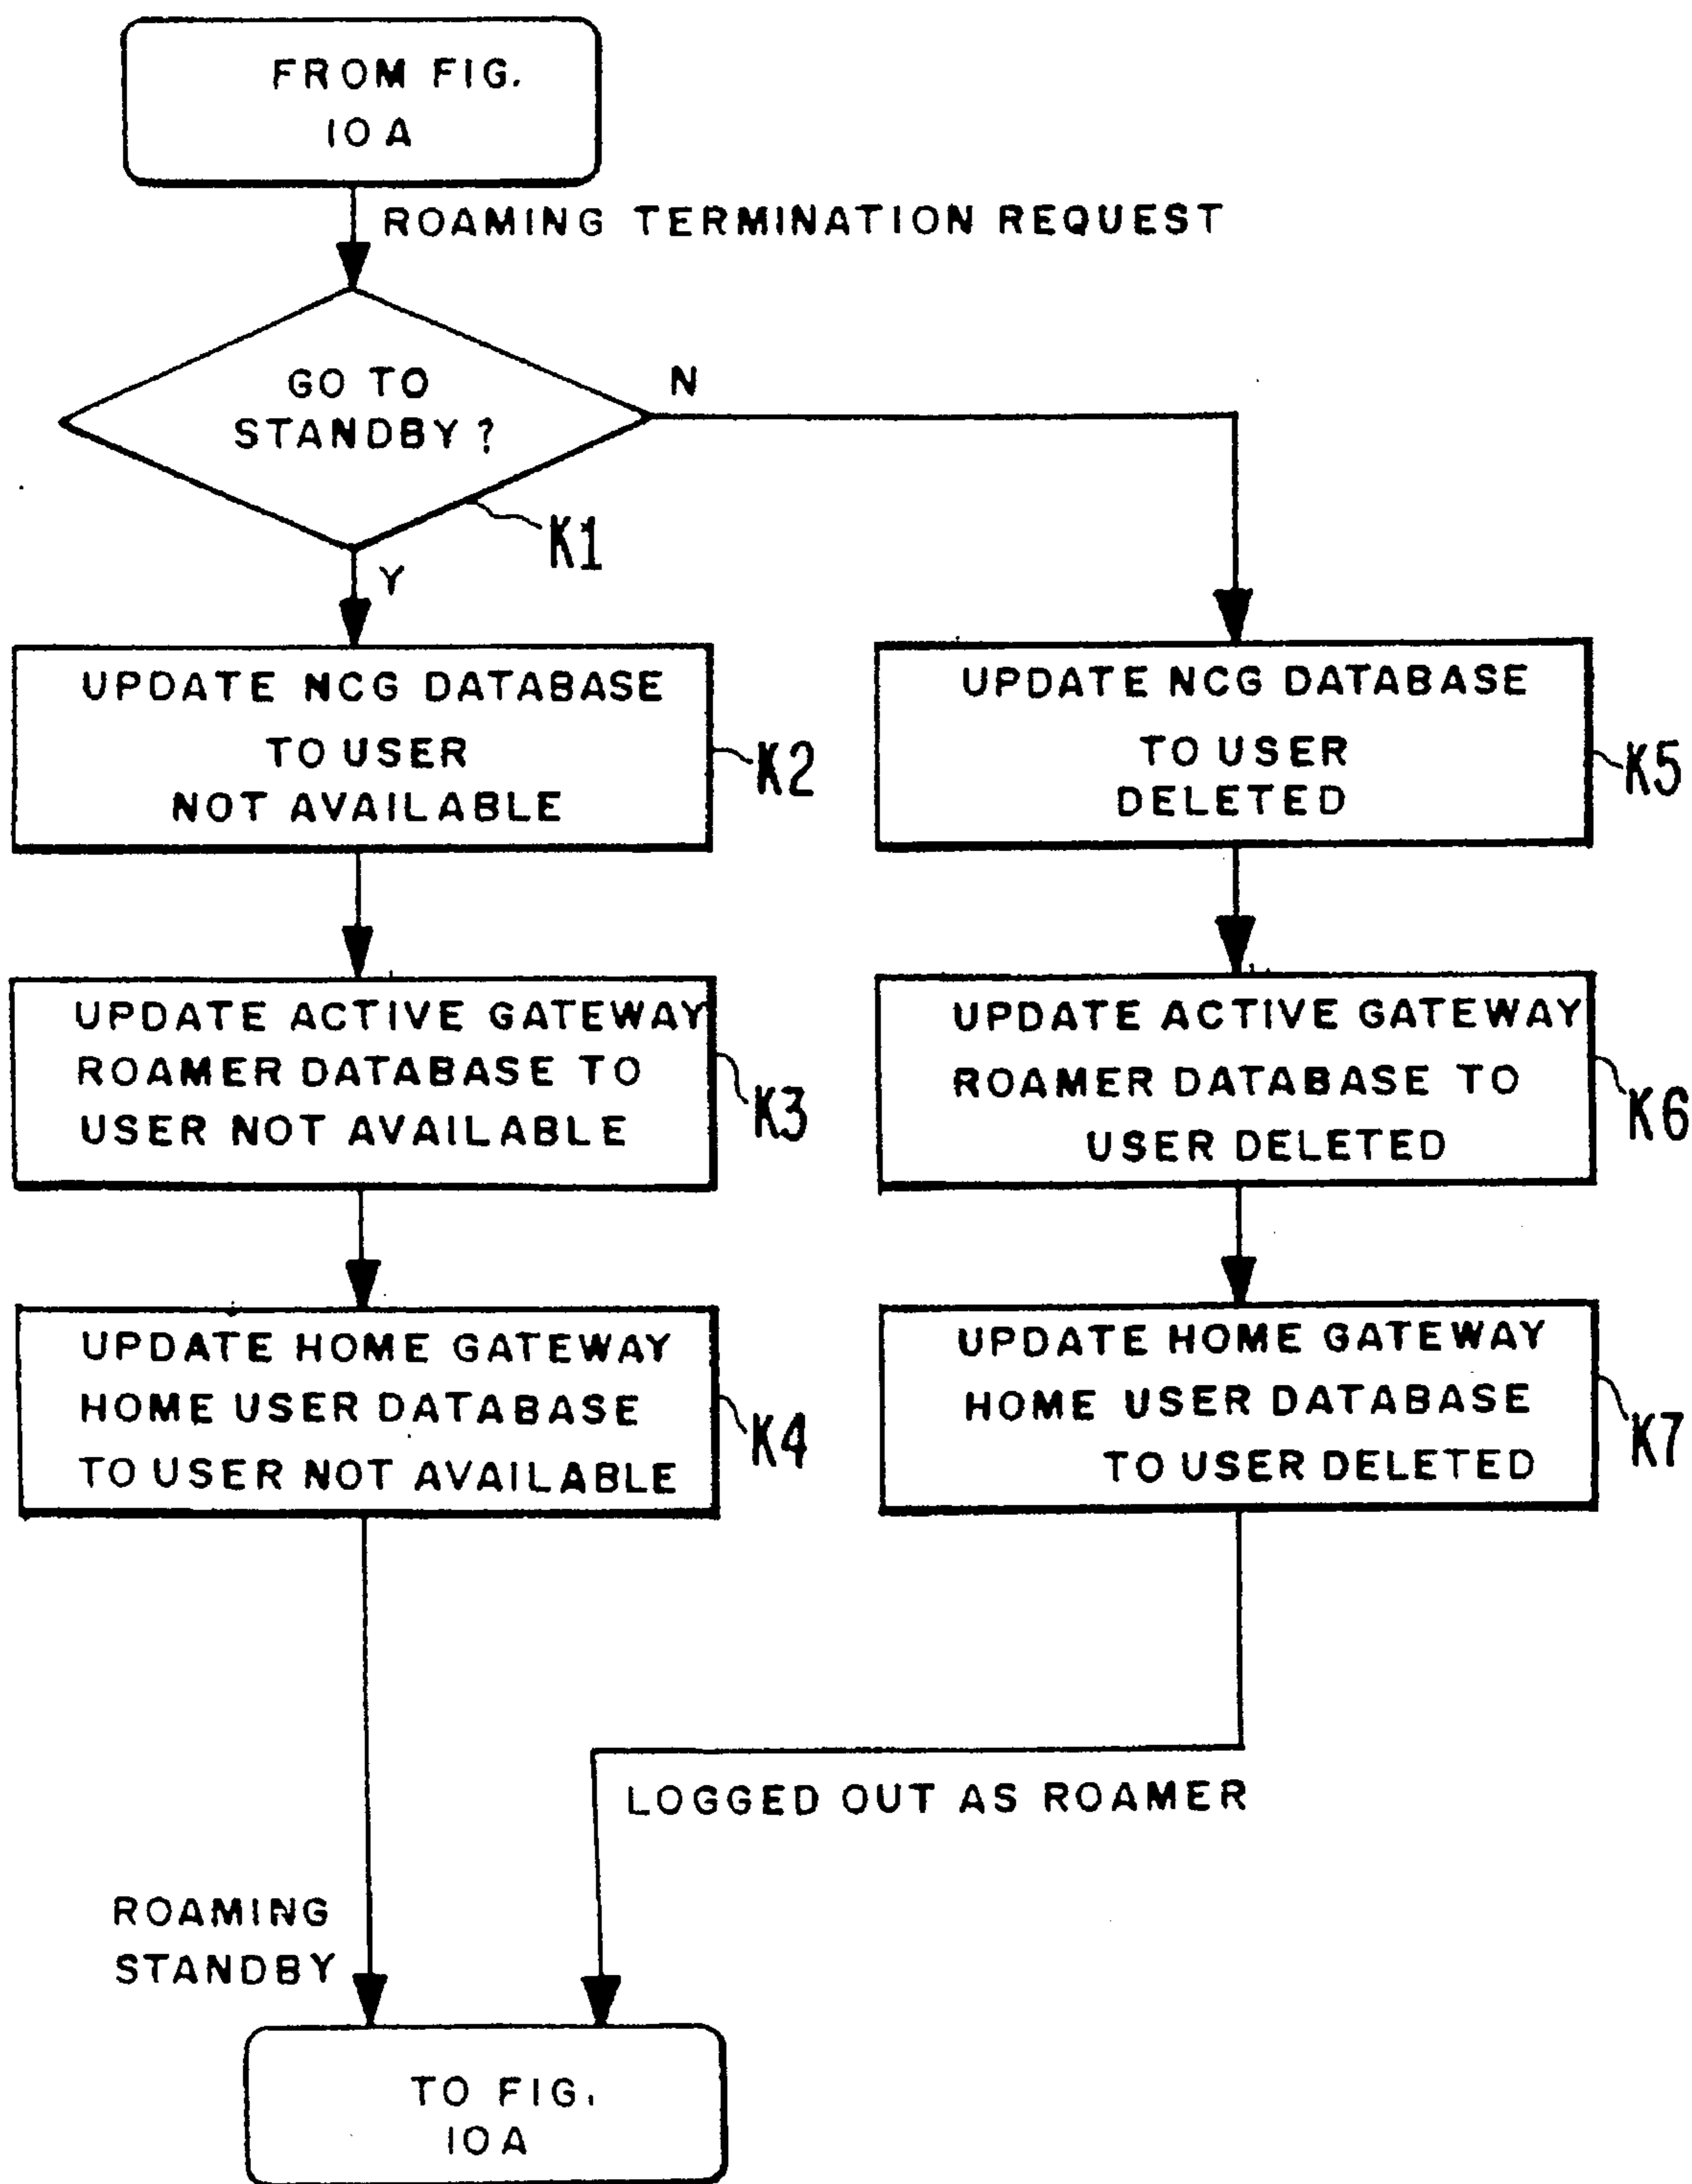 FROM FIG.
10A
ROAMING TERMINATION REQUEST
GO TO
STANDBY?
N
K1
Y
UPDATE NCG DATABASE
TO USER
NOT AVAILABLE
K2
UPDATE NCG DATABASE
TO USER
DELETED
K5
UPDATE ACTIVE GATEWAY
ROAMER DATABASE TO
USER NOT AVAILABLE
K3
UPDATE ACTIVE GATEWAY
ROAMER DATABASE TO
USER DELETED
K6
UPDATE HOME GATEWAY
HOME USER DATABASE
TO USER NOT AVAILABLE
K4
UPDATE HOME GATEWAY
HOME USER DATABASE
TO USER DELETED
K7
LOGGED OUT AS ROAMER
ROAMING
STANDBY
TO FIG.
10A